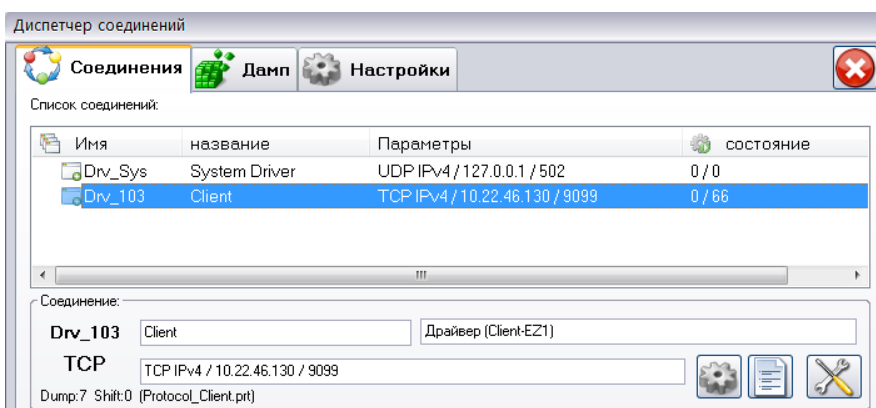 Диспетчер соединений
Соединения Дамп Настройки
Список соединений:
Имя название Параметры состояние
Drv_Sys System Driver UDP IPv4 / 127.0.0.1 / 502 0 / 0
Drv_103 Client TCP IPv4 / 10.22.46.130 / 9099 0 / 66
Соединение:
Drv_103 Client Драйвер (Client-EZ1)
TCP TCP IPv4 / 10.22.46.130 / 9099
Dump:7 Shift:0 (Protocol_Client.prt)